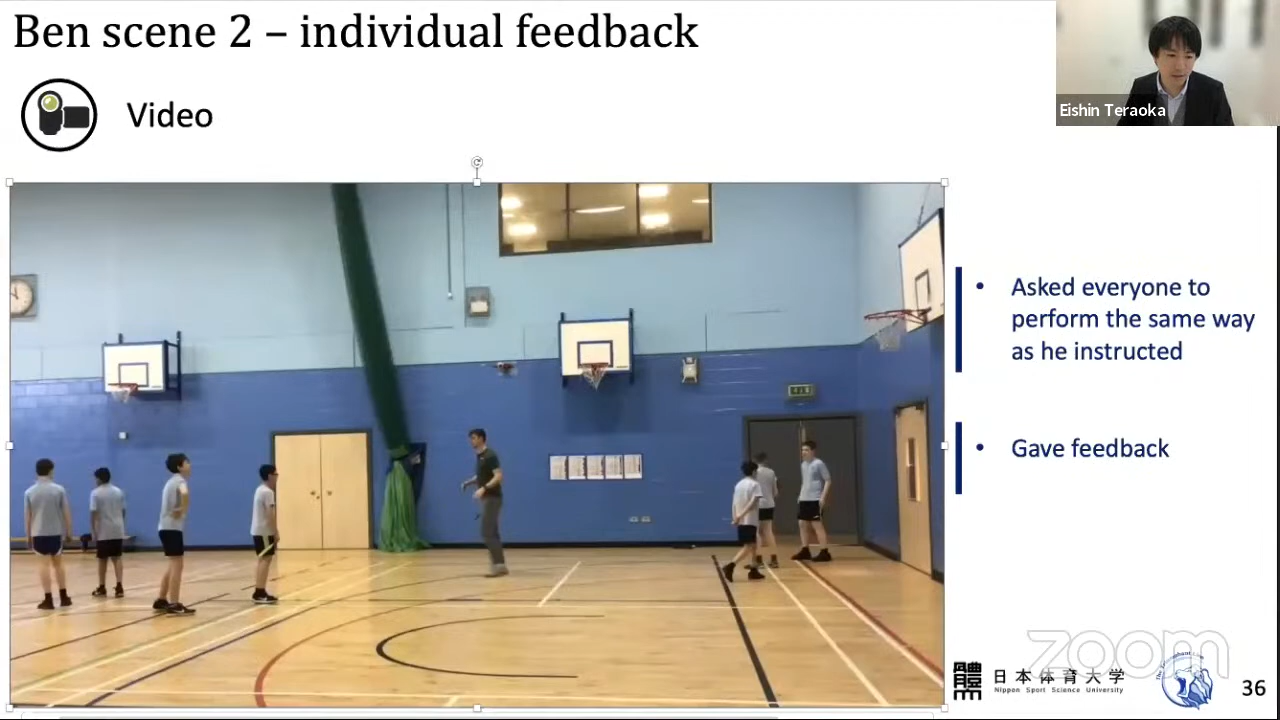 Ben scene 2 – individual feedback
Video
Eishin Teraoka
• Asked everyone to
perform the same way
as he instructed
• Gave feedback
zoom
日本体育大学
Nippon Sport Science University
36